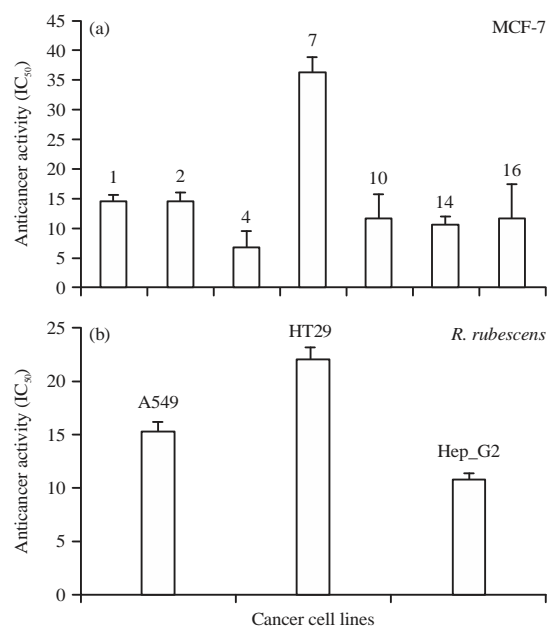 (a)
MCF-7
Anticancer activity (IC₅₀)
45
40
35
30
25
20
15
10
5
0
1
2
4
7
10
14
16
(b)
R. rubescens
Anticancer activity (IC₅₀)
25
20
15
10
5
0
A549
HT29
Hep_G2
Cancer cell lines